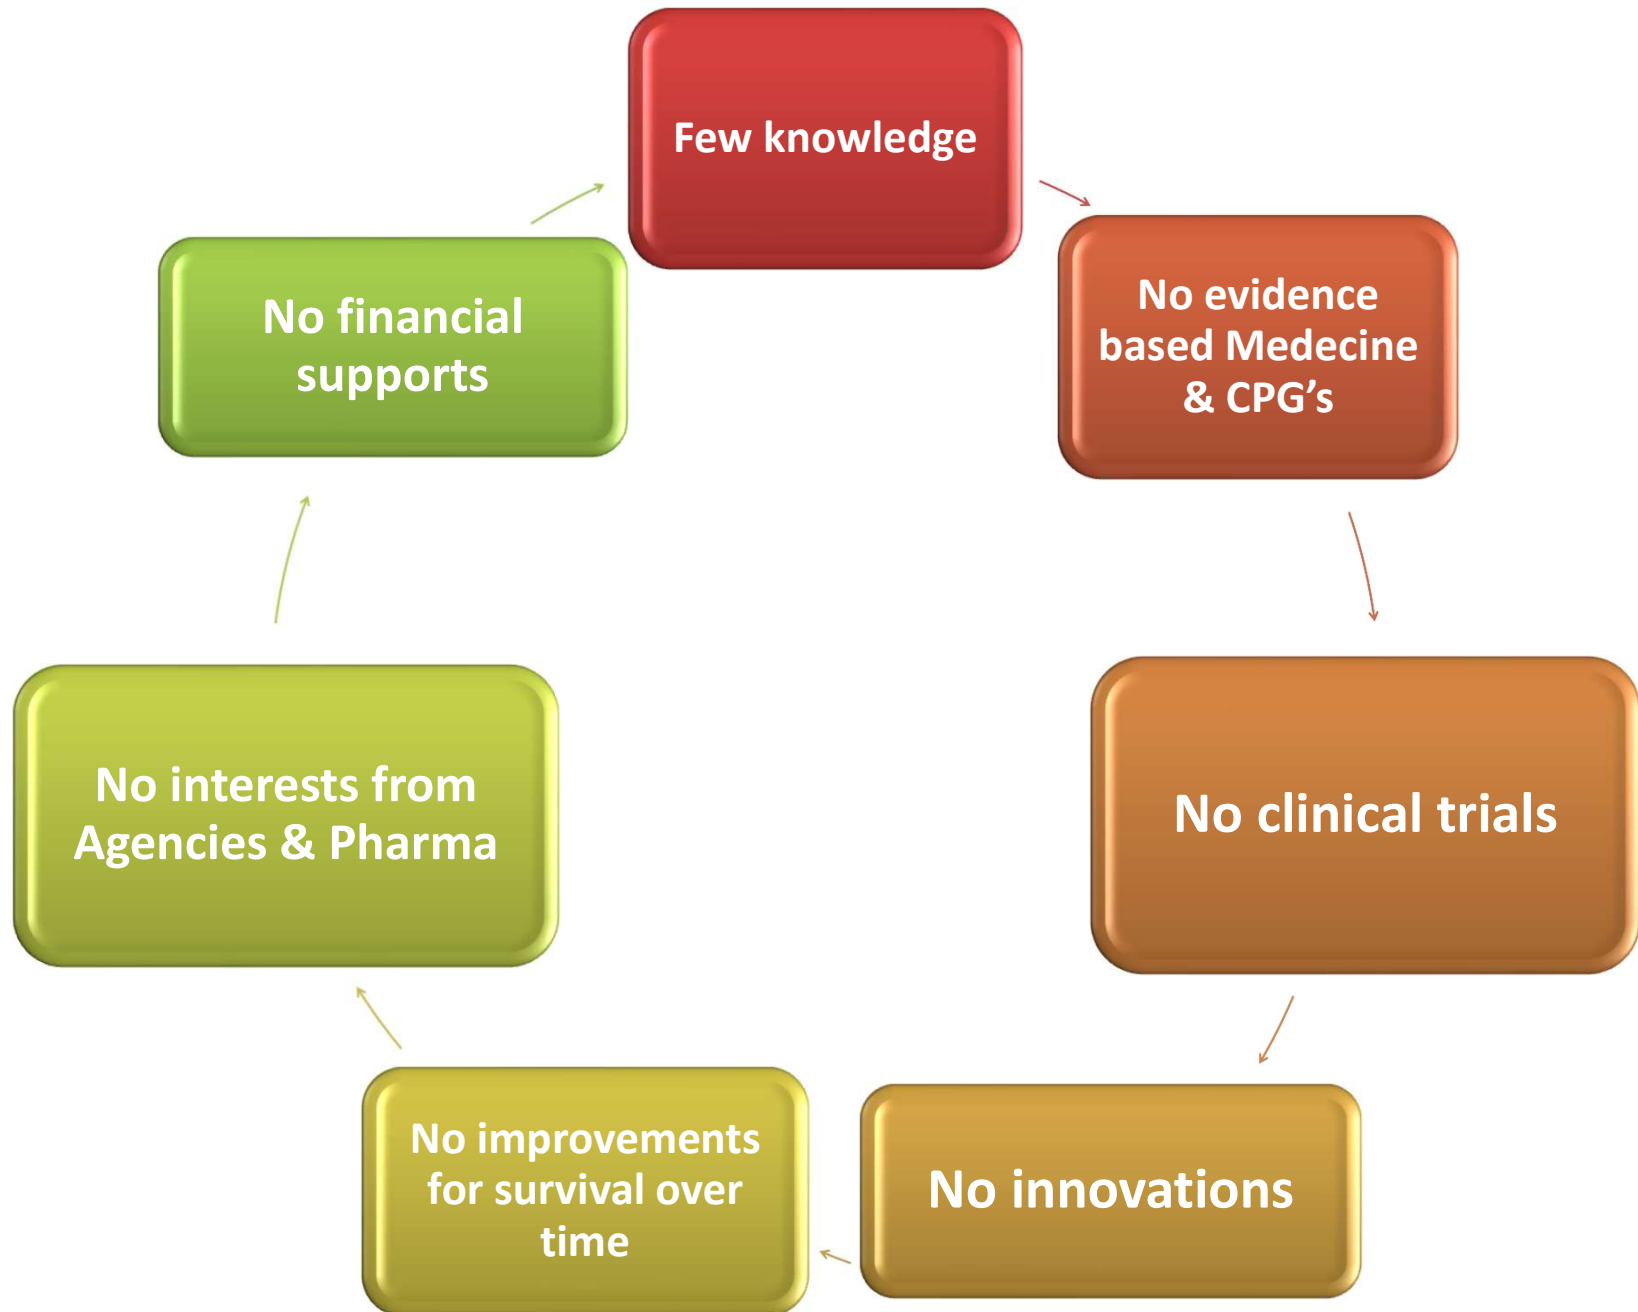 Few knowledge
No evidence
based Medecine
& CPG’s
No clinical trials
No innovations
No improvements
for survival over
time
No interests from
Agencies & Pharma
No financial
supports